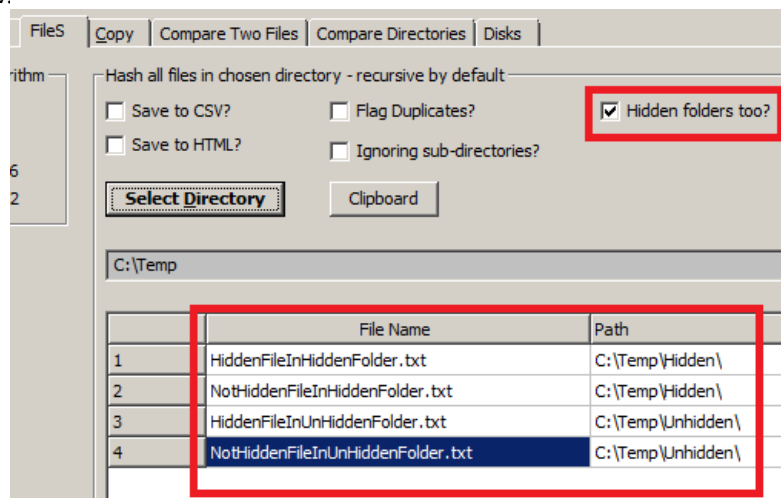 FileS Copy Compare Two Files Compare Directories Disks
rithm Hash all files in chosen directory - recursive by default
Save to CSV? Flag Duplicates? Hidden folders too?
Save to HTML? Ignoring sub-directories?
6
2 Select Directory Clipboard
C:\Temp
File Name Path
1 HiddenFileInHiddenFolder.txt C:\Temp\Hidden\
2 NotHiddenFileInHiddenFolder.txt C:\Temp\Hidden\
3 HiddenFileInUnHiddenFolder.txt C:\Temp\Unhidden\
4 NotHiddenFileInUnHiddenFolder.txt C:\Temp\Unhidden\